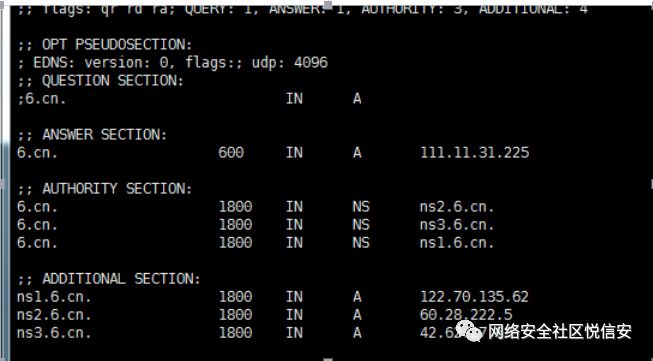 ;; flags: qr rd ra; QUERY: 1, ANSWER: 1, AUTHORITY: 3, ADDITIONAL: 4
;; OPT PSEUDOSECTION:
; EDNS: version: 0, flags:; udp: 4096
;; QUESTION SECTION:
;6.cn. IN A
;; ANSWER SECTION:
6.cn. 600 IN A 111.11.31.225
;; AUTHORITY SECTION:
6.cn. 1800 IN NS ns2.6.cn.
6.cn. 1800 IN NS ns3.6.cn.
6.cn. 1800 IN NS ns1.6.cn.
;; ADDITIONAL SECTION:
ns1.6.cn. 1800 IN A 122.70.135.62
ns2.6.cn. 1800 IN A 60.28.222.5
ns3.6.cn. 1800 IN A
网络安全社区悦信安